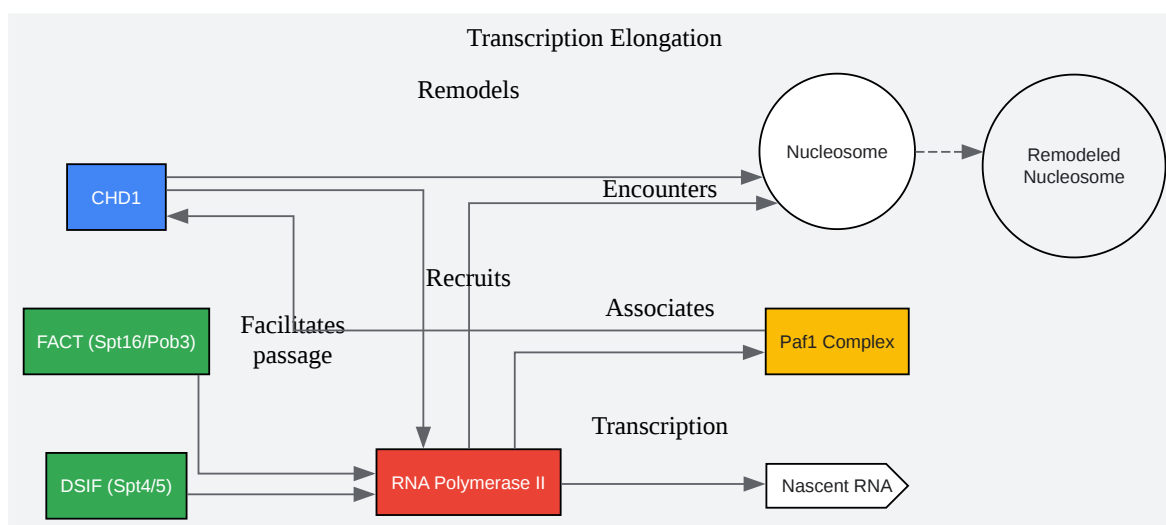 Transcription Elongation
Remodels
Nucleosome
Remodeled
Nucleosome
CHD1
Encounters
Recruits
Associates
Facilitates
passage
FACT (Spt16/Pob3)
Paf1 Complex
Transcription
DSIF (Spt4/5)
RNA Polymerase II
Nascent RNA